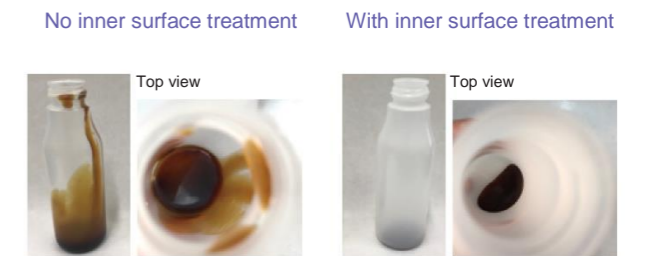 No inner surface treatment
With inner surface treatment
Top view
Top view